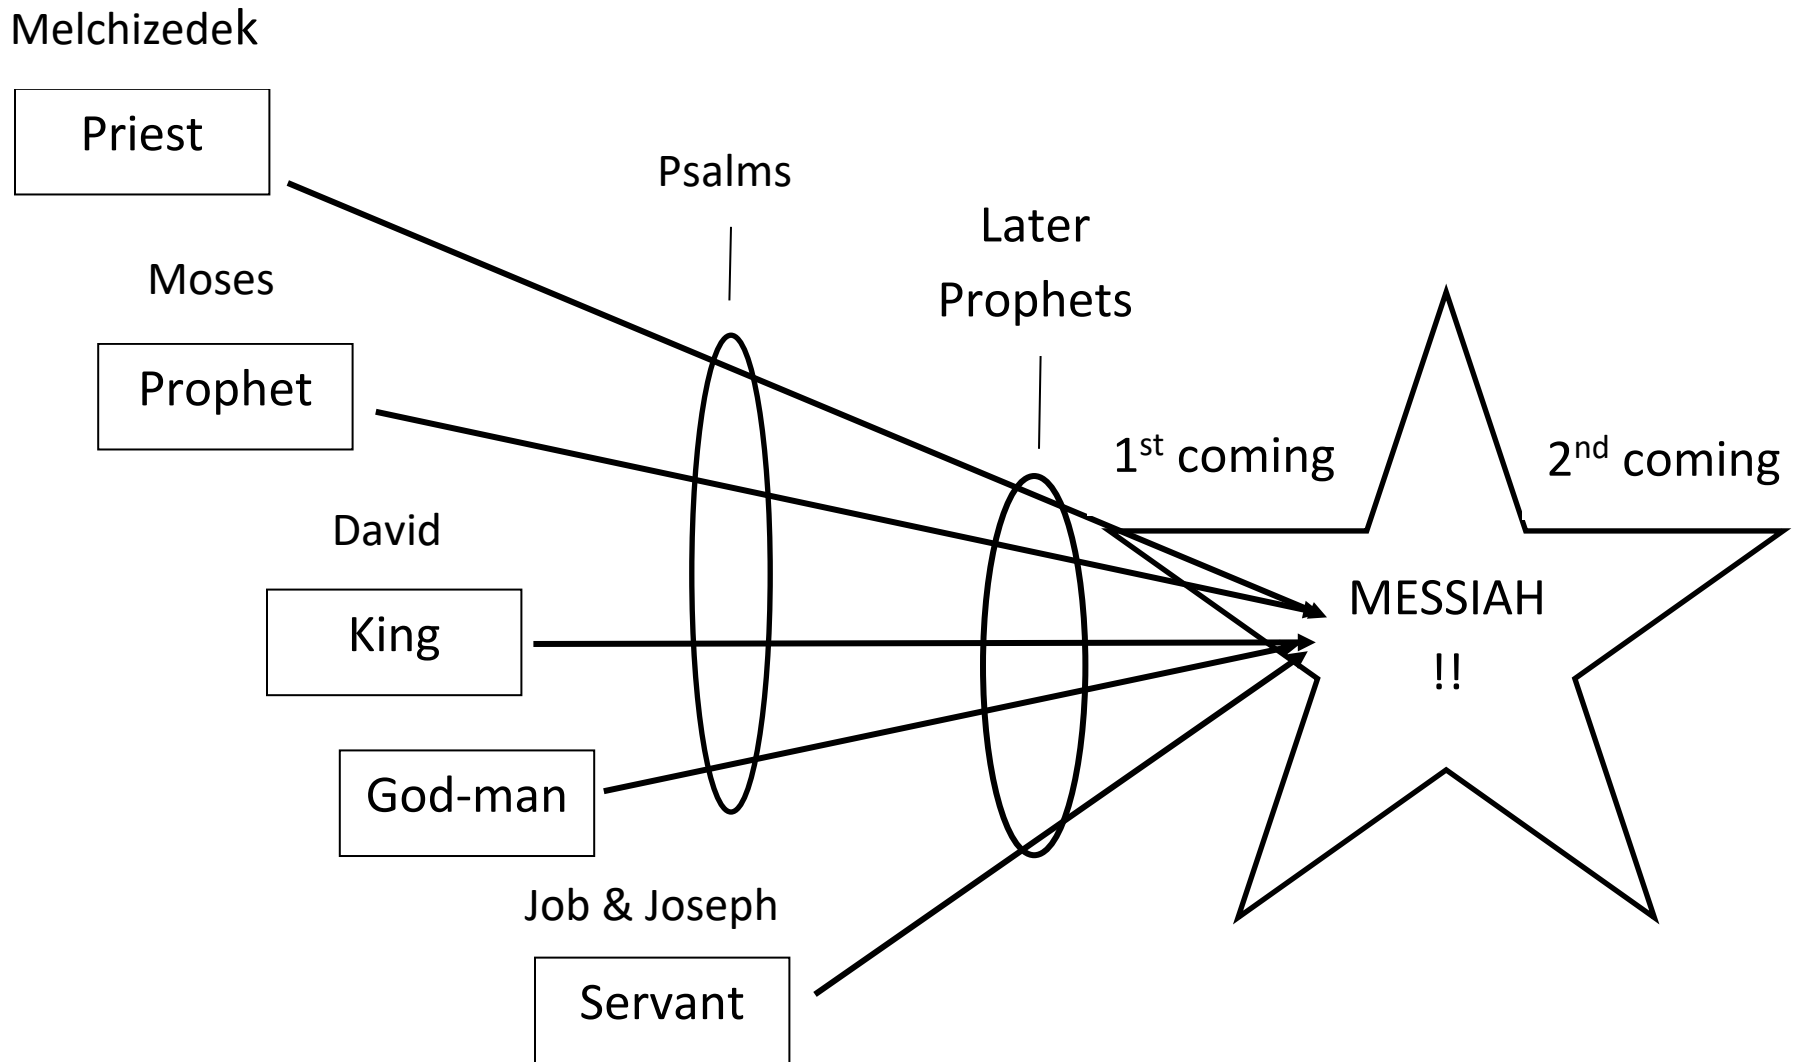 Melchizedek
Priest
Psalms
Later
Prophets
Moses
Prophet
1st coming
2nd coming
David
King
MESSIAH
!!
God-man
Job & Joseph
Servant